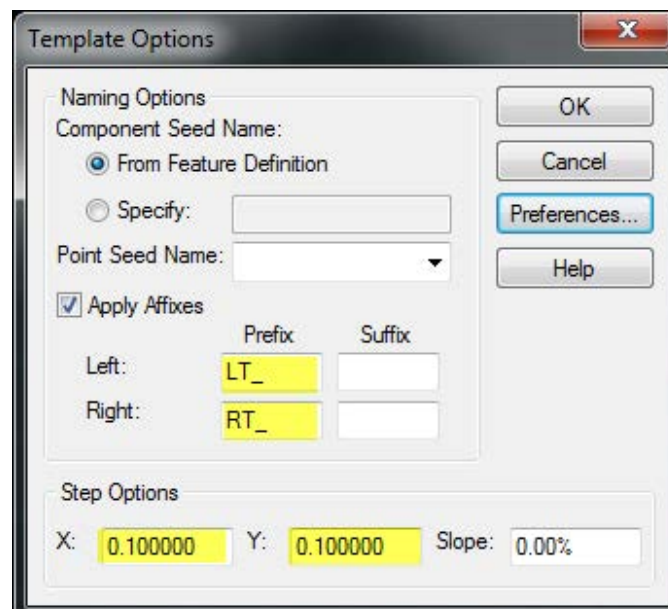 Template Options
Naming Options
Component Seed Name:
From Feature Definition
Specify:
Point Seed Name:
Apply Affixes
Prefix Suffix
Left: LT_
Right: RT_
OK
Cancel
Preferences...
Help
Step Options
X: 0.100000 Y: 0.100000 Slope: 0.00%